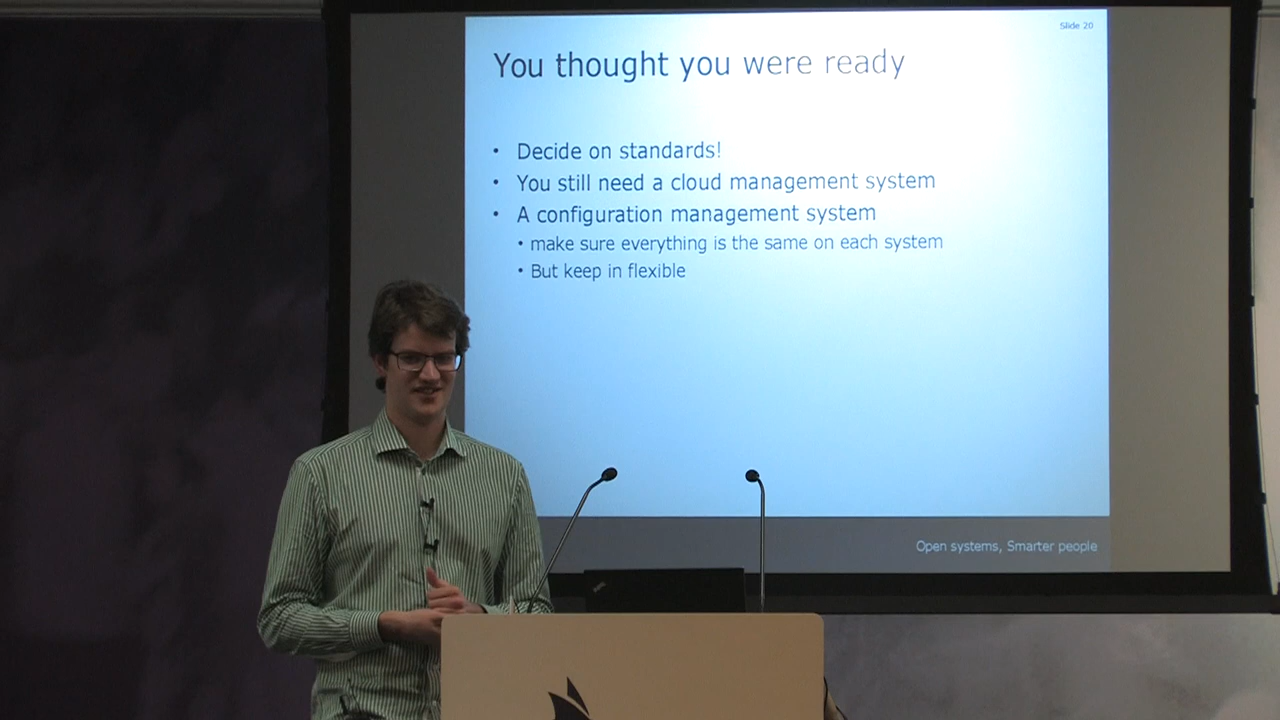 Slide 20
You thought you were ready
• Decide on standards!
• You still need a cloud management system
• A configuration management system
• make sure everything is the same on each system
• But keep in flexible
Open systems, Smarter people